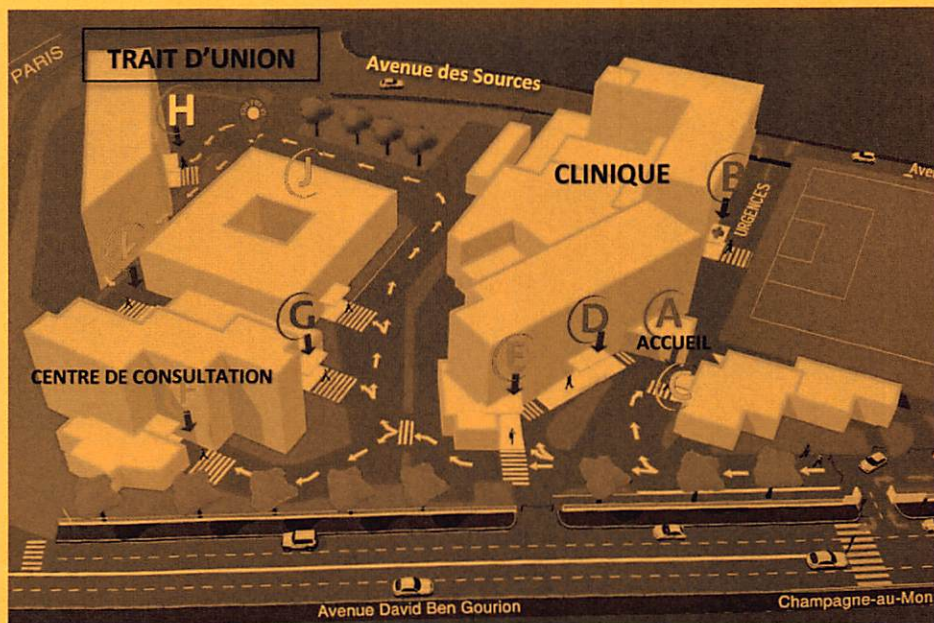 PARIS
TRAIT D'UNION
Avenue des Sources
H
J
CLINIQUE
B
URGENCES
Aven
G
D
A
ACCUEIL
CENTRE DE CONSULTATION
Avenue David Ben Gourion
Champagne-au-Mon